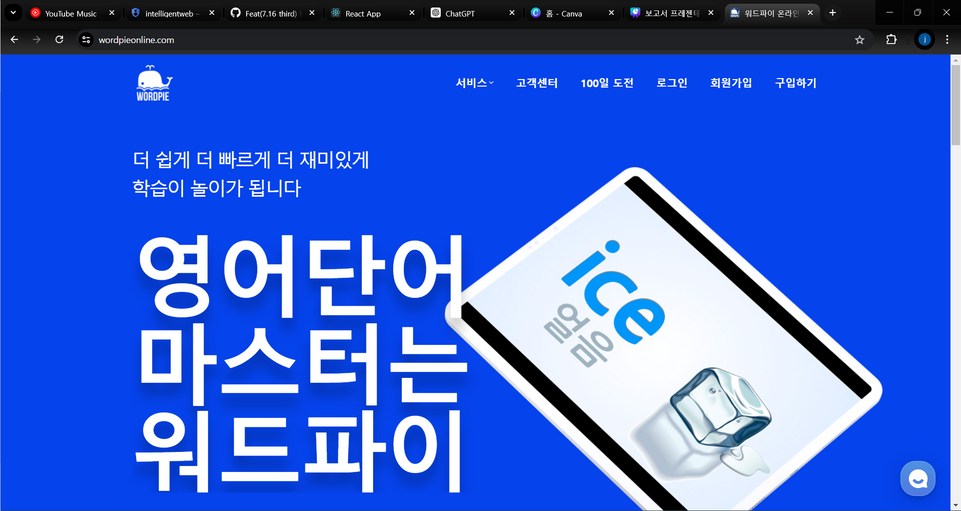 YouTube Music
intelligentweb –
Feat(7.16 third)
React App
ChatGPT
홈 - Canva
보고서 프레젠테
워드파이 온라인
wordpieonline.com
j
WORDPIE
서비스
고객센터
100일 도전
로그인
회원가입
구입하기
더 쉽게 더 빠르게 더 재미있게
학습이 놀이가 됩니다
영어단어
마스터는
워드파이
ice
얼음